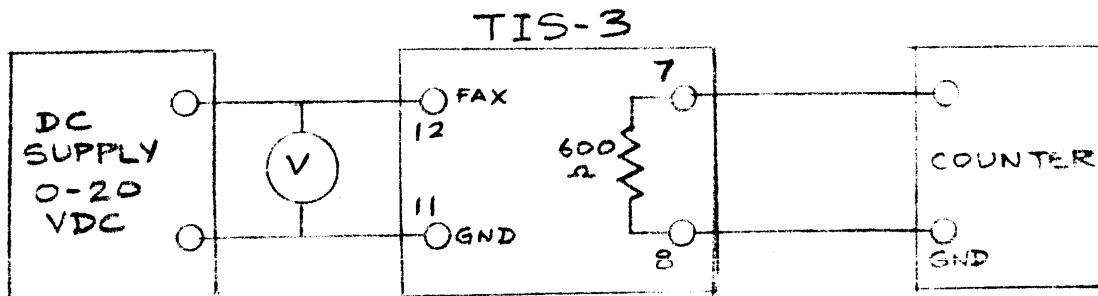 TIS-3
DC
SUPPLY
0-20
VDC
V
FAX
12
11
GND
7
600
Ω
8
COUNTER
GND